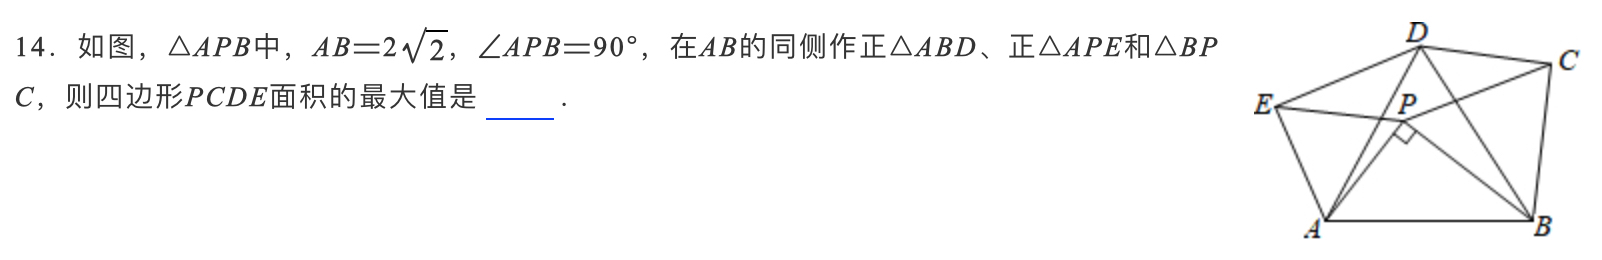 14. 如图，△APB中，AB=2√2，∠APB=90°，在AB的同侧作正△ABD、正△APE和△BP
C，则四边形PCDE面积的最大值是 ____ .
D
C
E
P
A
B